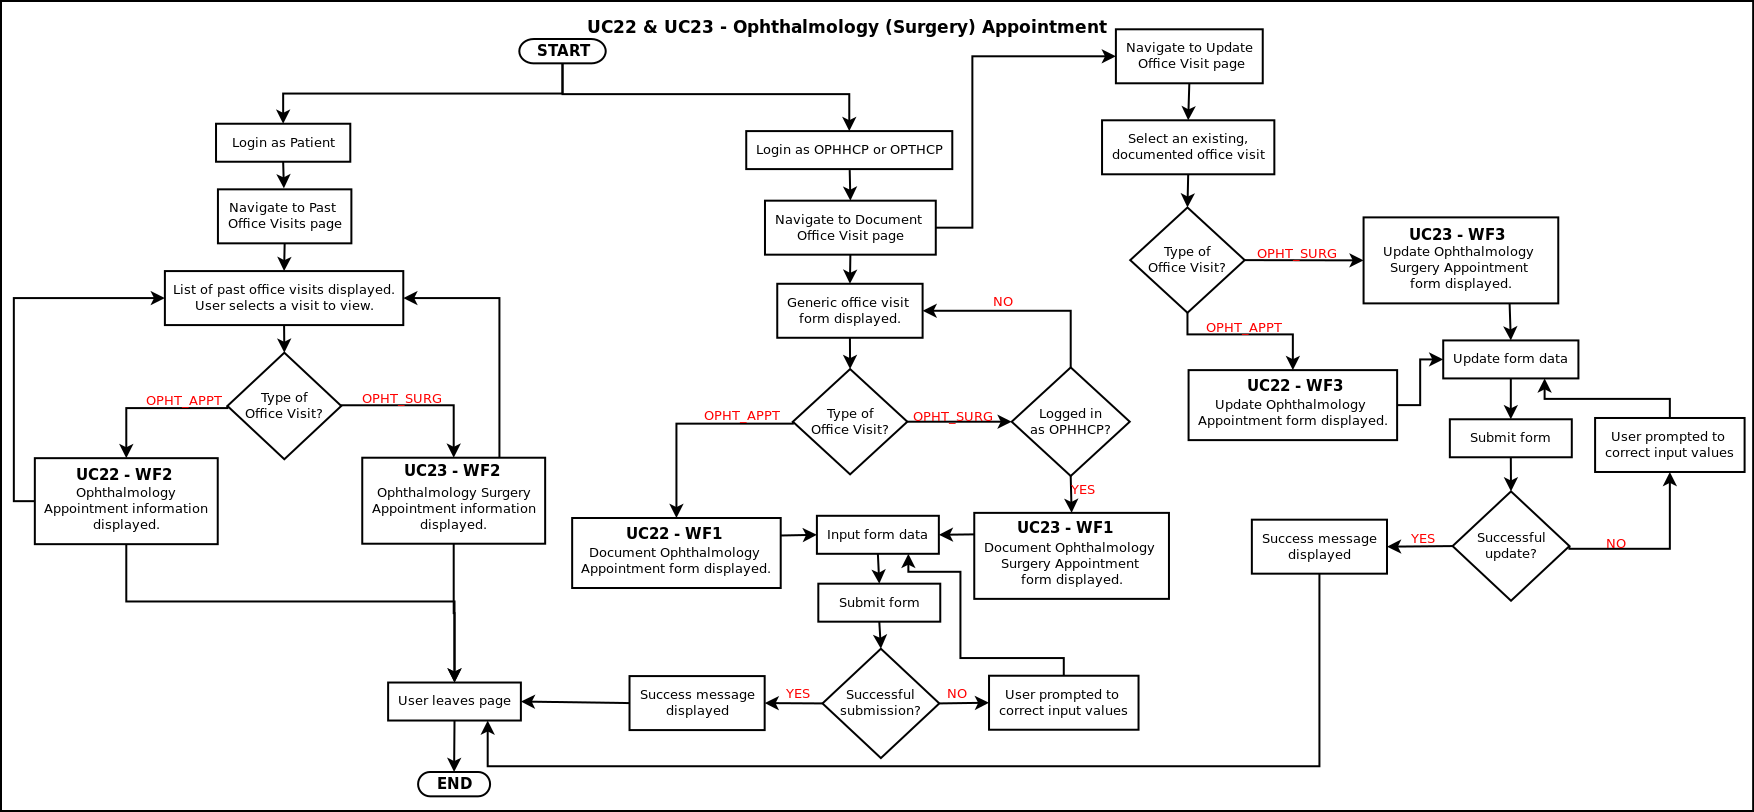 UC22 & UC23 - Ophthalmology (Surgery) Appointment
START
Login as Patient
Navigate to Past
Office Visits page
List of past office visits displayed.
User selects a visit to view.
Type of
Office Visit?
OPHT_APPT
OPHT_SURG
UC22 - WF2
Ophthalmology
Appointment information
displayed.
UC23 - WF2
Ophthalmology Surgery
Appointment information
displayed.
User leaves page
END
Login as OPHHCP or OPTHCP
Navigate to Document
Office Visit page
Generic office visit
form displayed.
NO
Type of
Office Visit?
OPHT_APPT
OPHT_SURG
Logged in
as OPHHCP?
YES
UC22 - WF1
Document Ophthalmology
Appointment form displayed.
Input form data
UC23 - WF1
Document Ophthalmology
Surgery Appointment
form displayed.
Submit form
Successful
submission?
YES
Success message
displayed
NO
User prompted to
correct input values
Navigate to Update
Office Visit page
Select an existing,
documented office visit
Type of
Office Visit?
OPHT_SURG
UC23 - WF3
Update Ophthalmology
Surgery Appointment
form displayed.
OPHT_APPT
UC22 - WF3
Update Ophthalmology
Appointment form displayed.
Update form data
Submit form
User prompted to
correct input values
Successful
update?
YES
NO
Success message
displayed